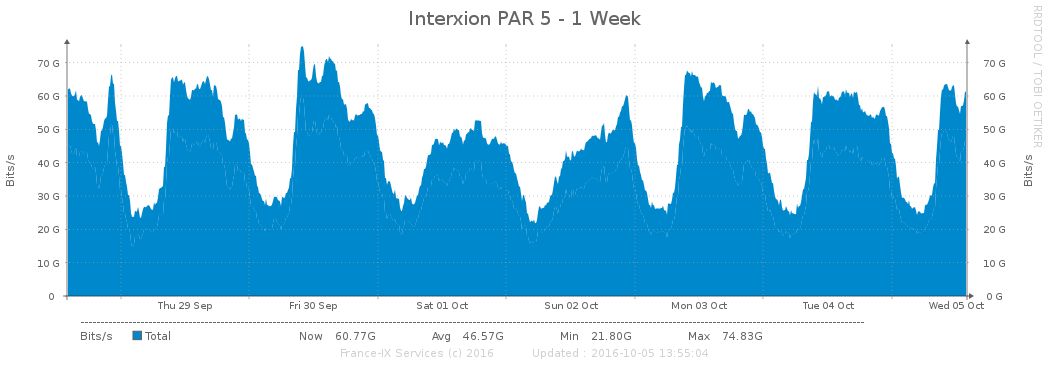 Interxion PAR 5 - 1 Week
RRDTOOL / TOBI OETIKER
Bits/s
Bits/s
70 G 70 G
60 G 60 G
50 G 50 G
40 G 40 G
30 G 30 G
20 G 20 G
10 G 10 G
0 0 G
Thu 29 Sep Fri 30 Sep Sat 01 Oct Sun 02 Oct Mon 03 Oct Tue 04 Oct Wed 05 Oct
Bits/s Total Now 60.77G Avg 46.57G Min 21.80G Max 74.83G
France-IX Services (c) 2016 Updated : 2016-10-05 13:55:04